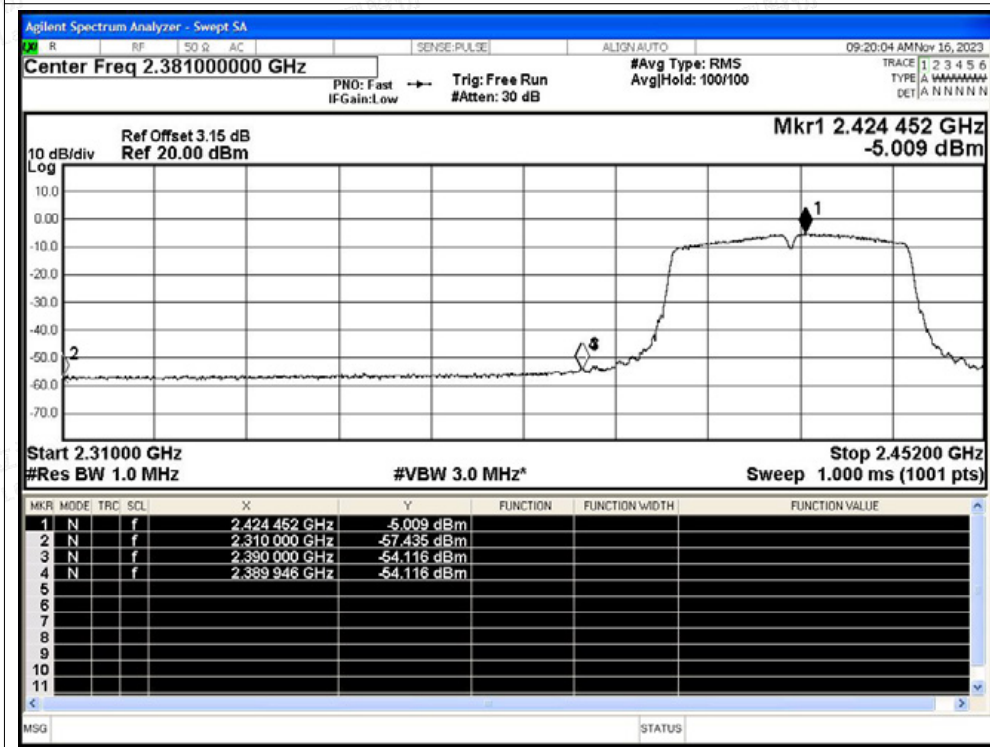 Agilent Spectrum Analyzer - Swept SA
R RF 50 Ω AC SENSE:PULSE ALIGN AUTO 09:20:04 AM Nov 16, 2023
Center Freq 2.381000000 GHz
PNO: Fast
IFGain:Low
Trig: Free Run
#Atten: 30 dB
#Avg Type: RMS
Avg|Hold: 100/100
TRACE 1 2 3 4 5 6
TYPE A WWWWW
DET A N N N N N
Ref Offset 3.15 dB
10 dB/div Ref 20.00 dBm
Log
Mkr1 2.424 452 GHz
-5.009 dBm
10.0
0.00
-10.0
-20.0
-30.0
-40.0
-50.0
-60.0
-70.0
1
2
Start 2.31000 GHz Stop 2.45200 GHz
#Res BW 1.0 MHz #VBW 3.0 MHz* Sweep 1.000 ms (1001 pts)
MKR MODE TRC SCL X Y FUNCTION FUNCTION WIDTH FUNCTION VALUE
1 N f 2.424 452 GHz -5.009 dBm
2 N f 2.310 000 GHz -57.435 dBm
3 N f 2.390 000 GHz -54.116 dBm
4 N f 2.389 946 GHz -54.116 dBm
5
6
7
8
9
10
11
MSG STATUS